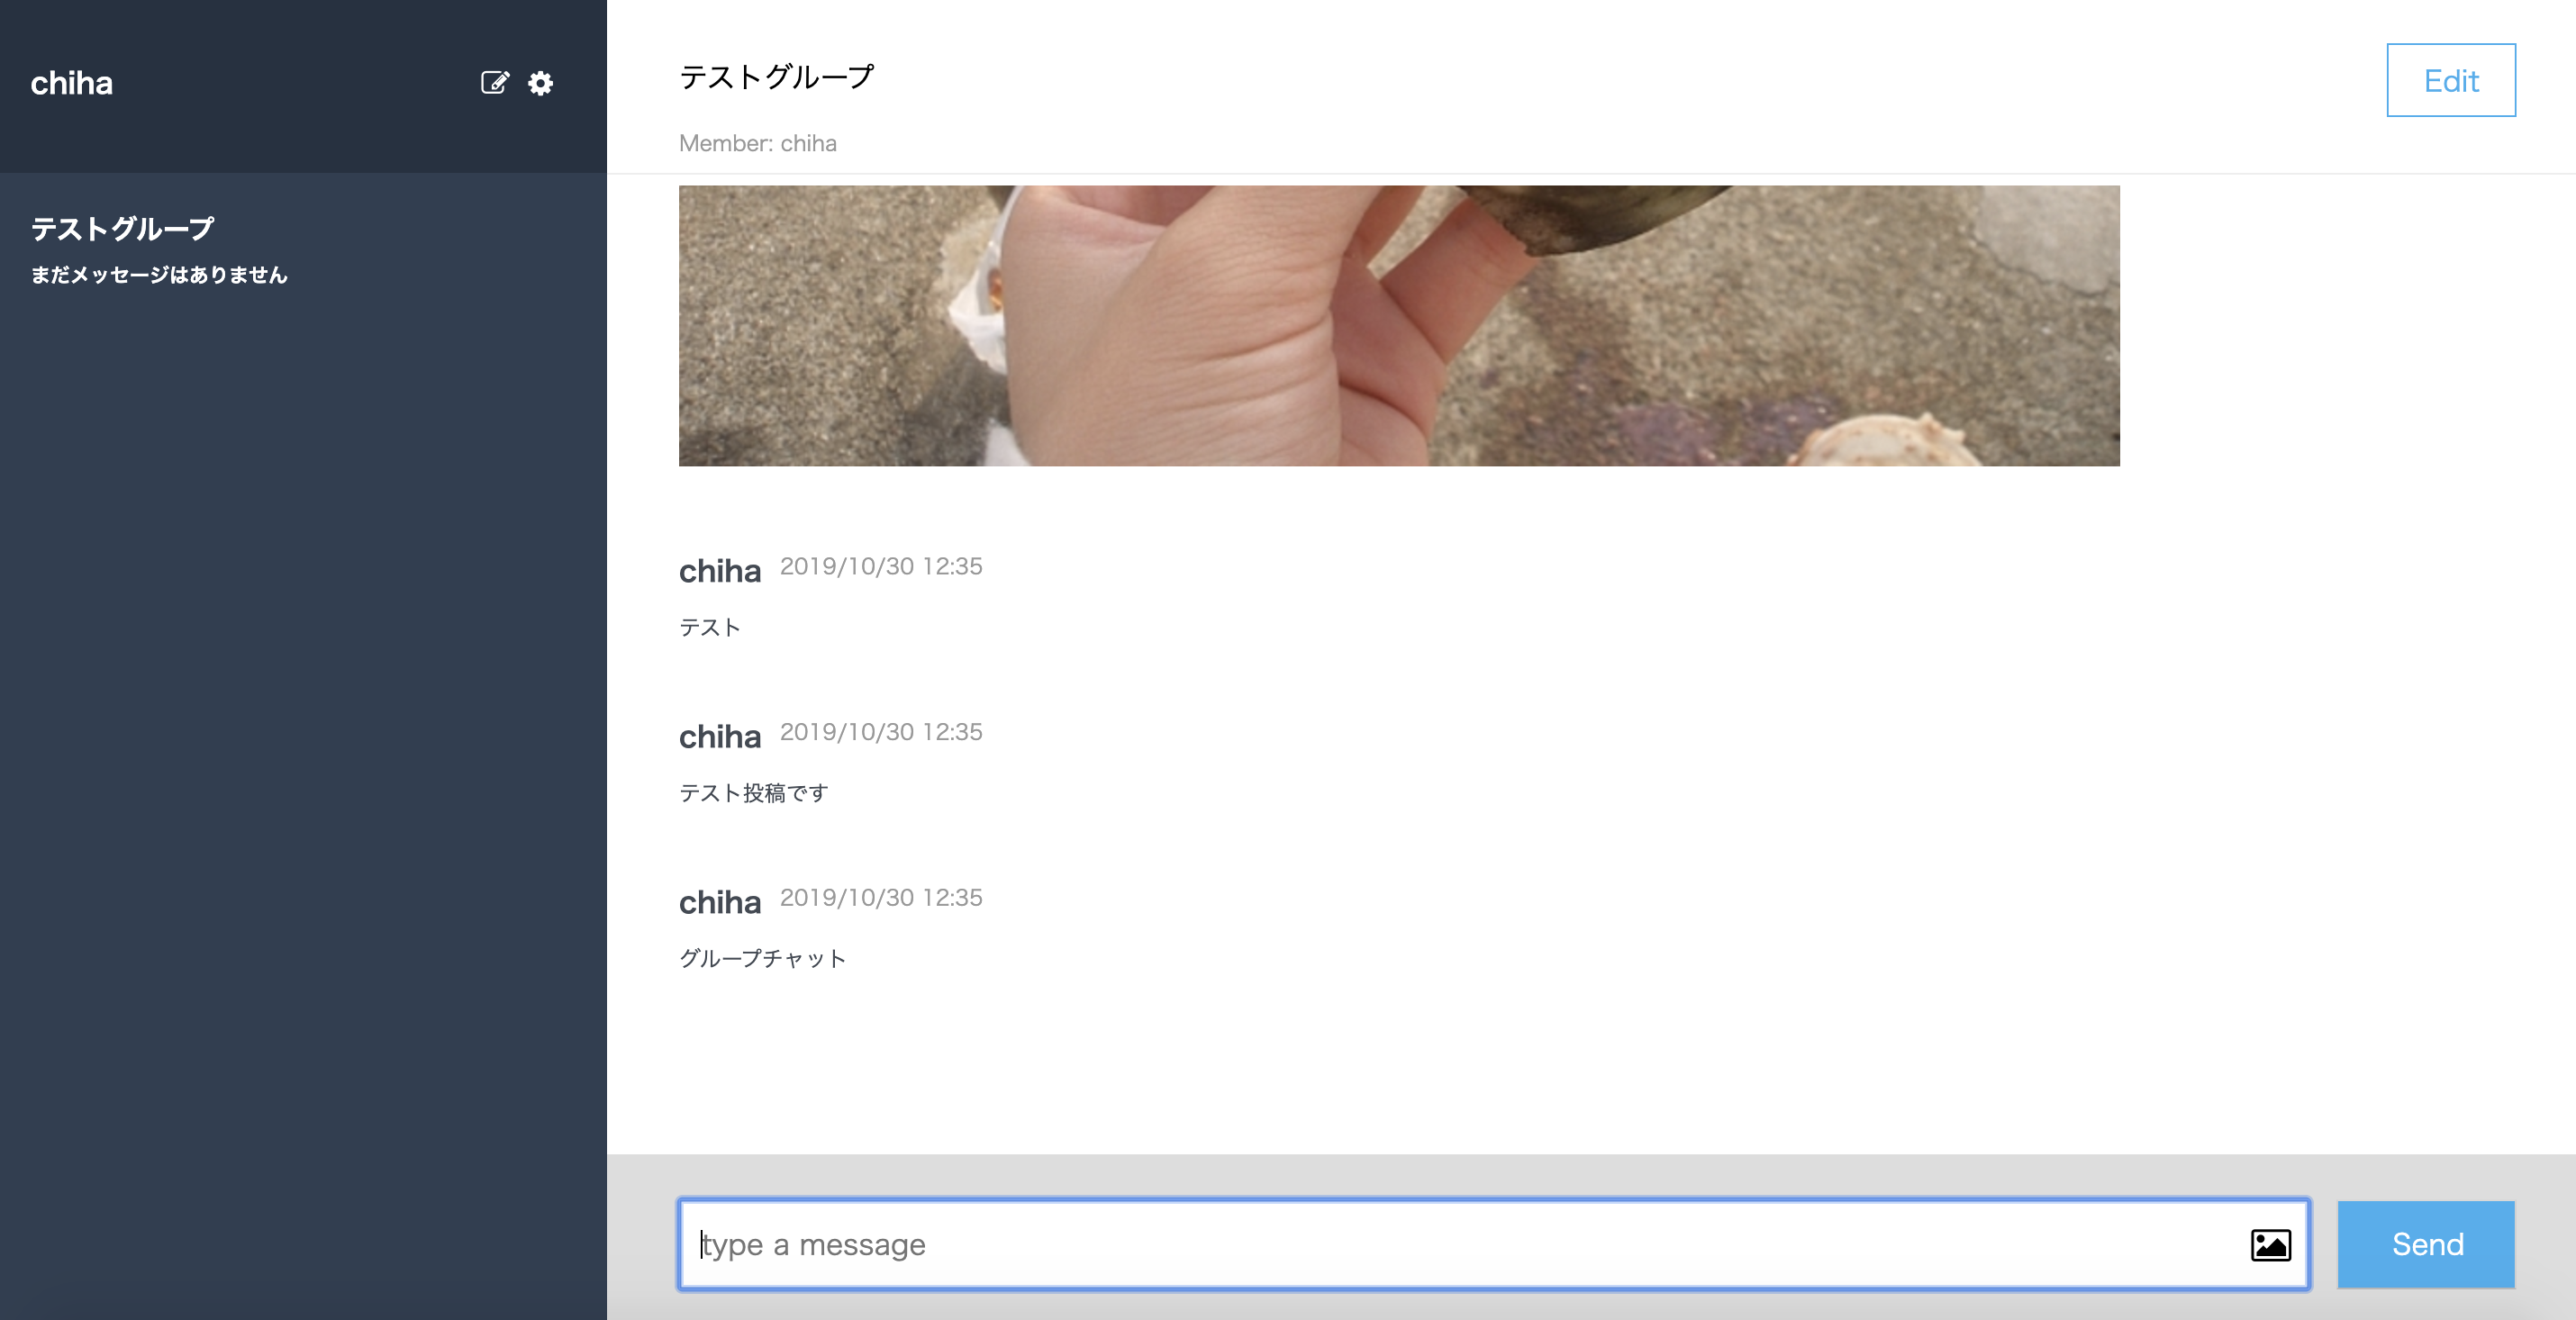 chiha
テストグループ
まだメッセージはありません
テストグループ
Edit
Member: chiha
chiha 2019/10/30 12:35
テスト
chiha 2019/10/30 12:35
テスト投稿です
chiha 2019/10/30 12:35
グループチャット
type a message
Send